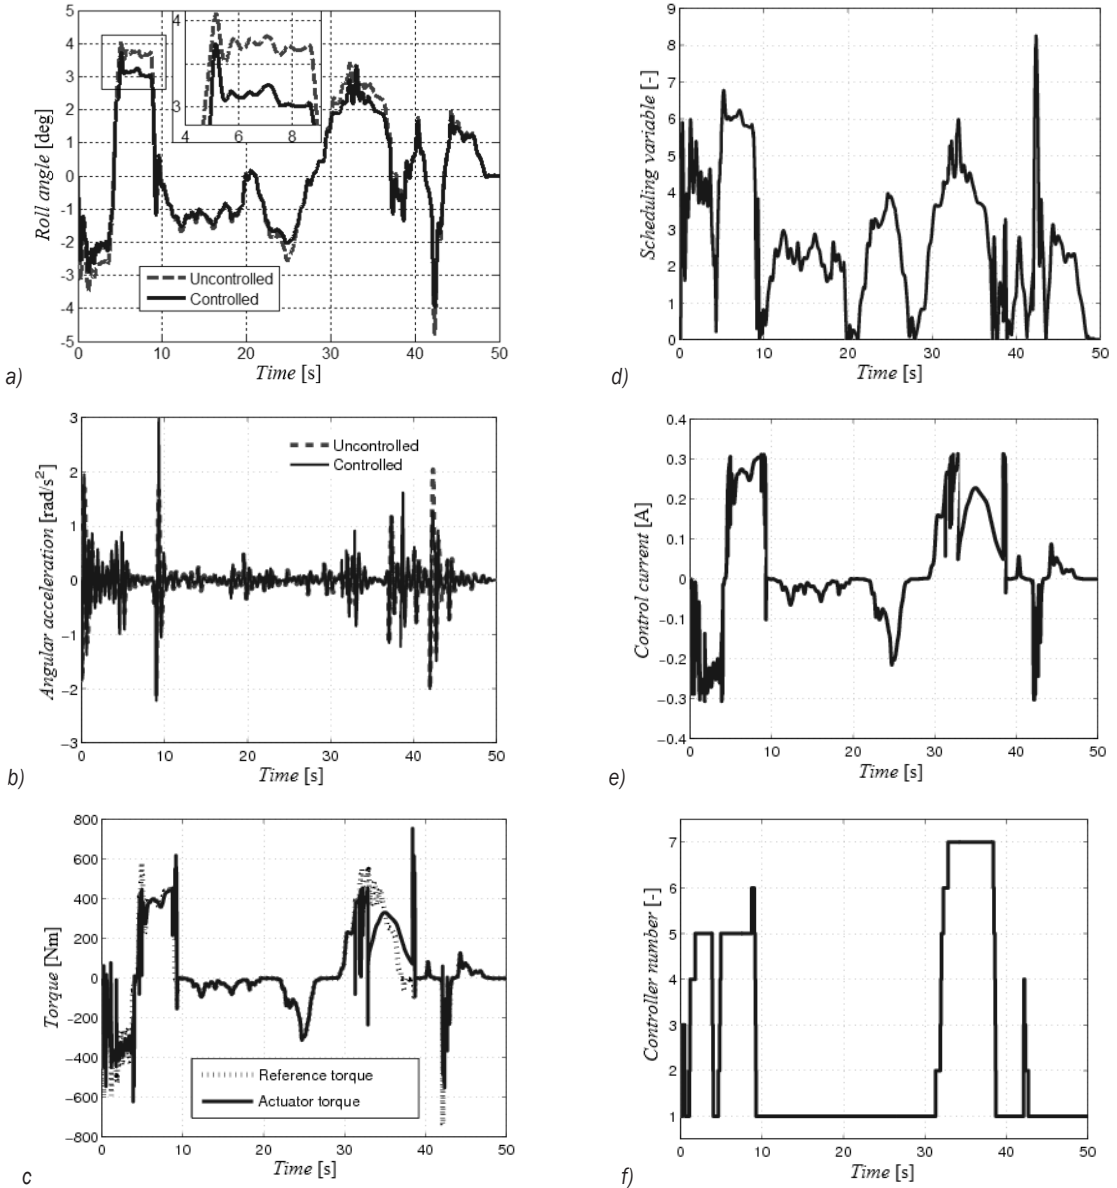 5
4
3
2
1
0
-1
-2
-3
-4
-5
Roll angle [deg]
4
3
4 6 8
Uncontrolled
Controlled
0 10 20 30 40 50
Time [s]
a)
9
8
7
6
5
4
3
2
1
0
Scheduling variable [-]
0 10 20 30 40 50
Time [s]
d)
3
2
1
0
−1
−2
−3
Angular acceleration [rad/s²]
Uncontrolled
Controlled
0 10 20 30 40 50
Time [s]
b)
0.4
0.3
0.2
0.1
0
−0.1
−0.2
−0.3
−0.4
Control current [A]
0 10 20 30 40 50
Time [s]
e)
800
600
400
200
0
−200
−400
−600
−800
Torque [Nm]
Reference torque
Actuator torque
0 10 20 30 40 50
Time [s]
c
7
6
5
4
3
2
1
Controller number [-]
0 10 20 30 40 50
Time [s]
f)